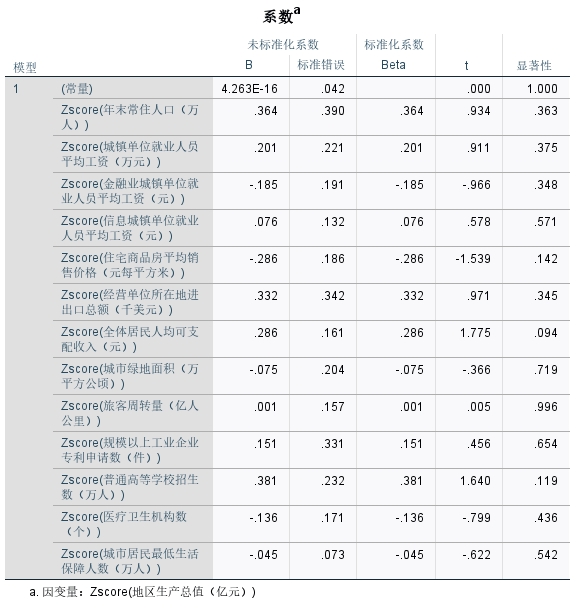 系数a
未标准化系数 标准化系数
模型 B 标准错误 Beta t 显著性
1 (常量) 4.263E-16 .042 .000 1.000
Zscore(年末常住人口（万
人）) .364 .390 .364 .934 .363
Zscore(城镇单位就业人员
平均工资（万元）) .201 .221 .201 .911 .375
Zscore(金融业城镇单位就
业人员平均工资（元）) -.185 .191 -.185 -.966 .348
Zscore(信息城镇单位就业
人员平均工资（元）) .076 .132 .076 .578 .571
Zscore(住宅商品房平均销
售价格（元每平方米）) -.286 .186 -.286 -1.539 .142
Zscore(经营单位所在地进
出口总额（千美元）) .332 .342 .332 .971 .345
Zscore(全体居民人均可支
配收入（元）) .286 .161 .286 1.775 .094
Zscore(城市绿地面积（万
平方公顷）) -.075 .204 -.075 -.366 .719
Zscore(旅客周转量（亿人
公里）) .001 .157 .001 .005 .996
Zscore(规模以上工业企业
专利申请数（件）) .151 .331 .151 .456 .654
Zscore(普通高等学校招生
数（万人）) .381 .232 .381 1.640 .119
Zscore(医疗卫生机构数
（个）) -.136 .171 -.136 -.799 .436
Zscore(城市居民最低生活
保障人数（万人）) -.045 .073 -.045 -.622 .542
a. 因变量：Zscore(地区生产总值（亿元）)